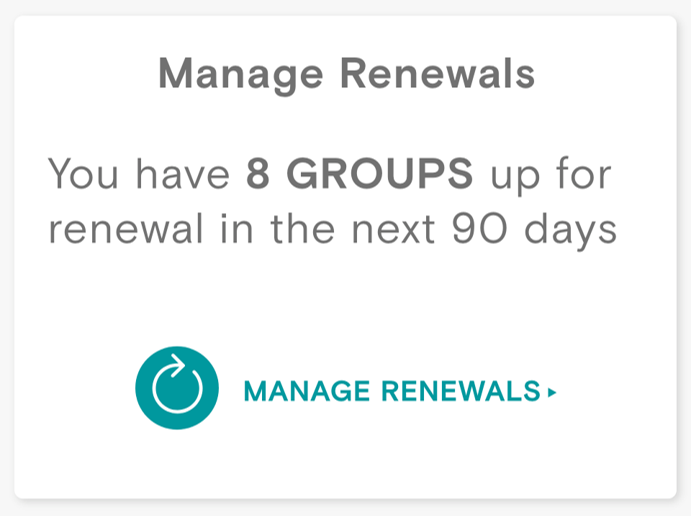 Manage Renewals
You have 8 GROUPS up for
renewal in the next 90 days
MANAGE RENEWALS ▸